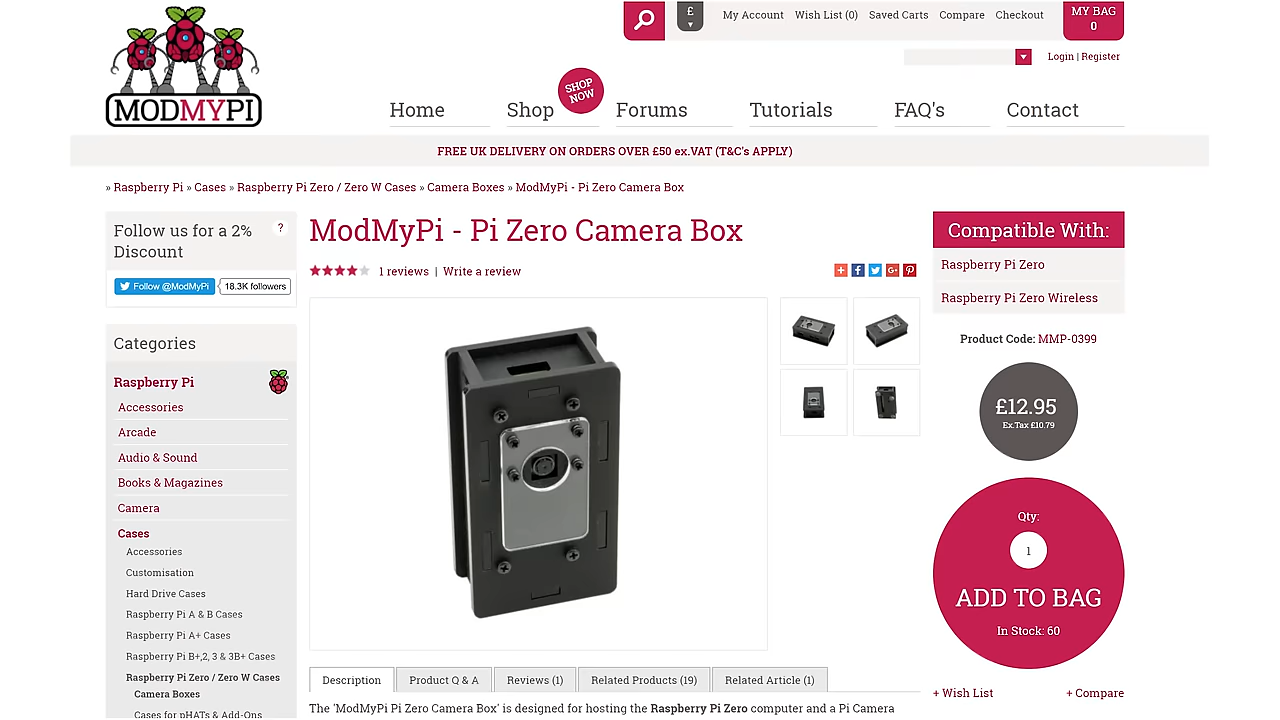 £
▼
My Account
Wish List (0)
Saved Carts
Compare
Checkout
MY BAG
0
Login | Register
MODMYPI
Home
Shop
SHOP
NOW
Forums
Tutorials
FAQ's
Contact
FREE UK DELIVERY ON ORDERS OVER £50 ex.VAT (T&C's APPLY)
» Raspberry Pi » Cases » Raspberry Pi Zero / Zero W Cases » Camera Boxes » ModMyPi - Pi Zero Camera Box
Follow us for a 2%
Discount
?
Follow @ModMyPi
18.3K followers
Categories
Raspberry Pi
Accessories
Arcade
Audio & Sound
Books & Magazines
Camera
Cases
Accessories
Customisation
Hard Drive Cases
Raspberry Pi A & B Cases
Raspberry Pi A+ Cases
Raspberry Pi B+,2, 3 & 3B+ Cases
Raspberry Pi Zero / Zero W Cases
Camera Boxes
Cases for pHATs & Add-Ons
ModMyPi - Pi Zero Camera Box
1 reviews | Write a review
Description
Product Q & A
Reviews (1)
Related Products (19)
Related Article (1)
The 'ModMyPi Pi Zero Camera Box' is designed for hosting the Raspberry Pi Zero computer and a Pi Camera
Compatible With:
Raspberry Pi Zero
Raspberry Pi Zero Wireless
Product Code: MMP-0399
£12.95
Ex.Tax £10.79
Qty:
1
ADD TO BAG
In Stock: 60
+ Wish List
+ Compare